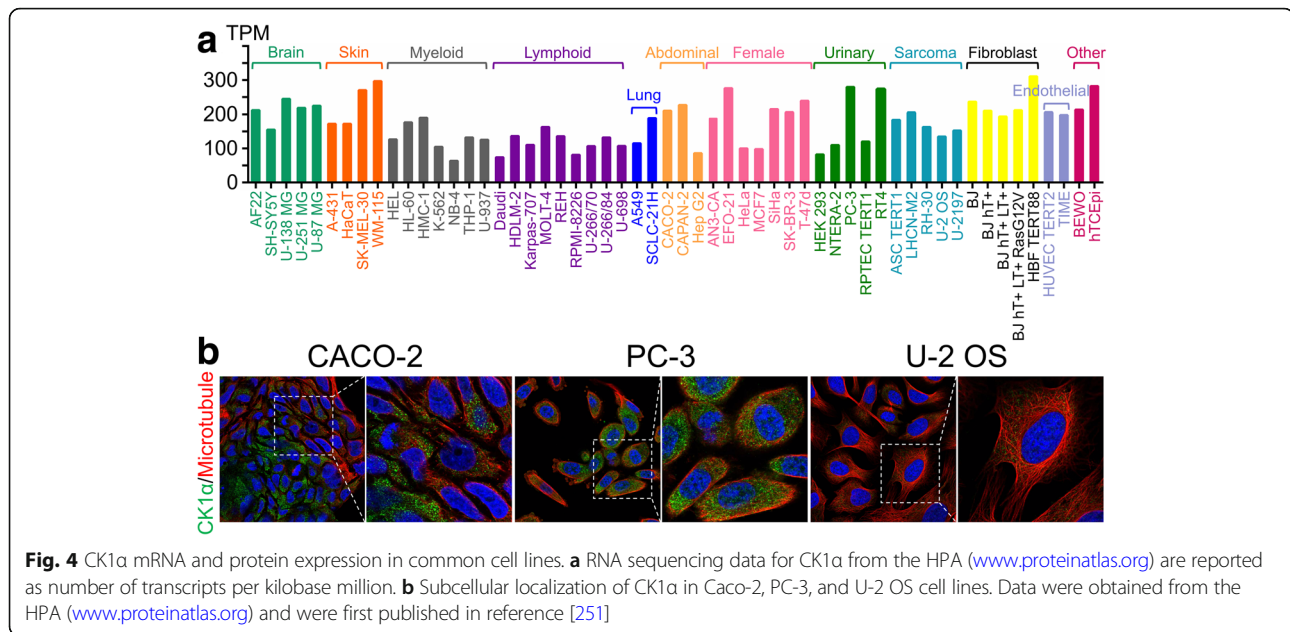 a TPM
Brain Skin Myeloid Lymphoid Abdominal Female Urinary Sarcoma Fibroblast Other
Lung
Endothelial
300
200
100
0
AF22
SH-SY5Y
U-138 MG
U-251 MG
U-87 MG
A-431
HaCaT
SK-MEL-30
WM-115
HEL
HL-60
HMC-1
K-562
NB-4
THP-1
U-937
Daudi
HDLM-2
Karpas-707
MOLT-4
REH
RPMI-8226
U-266/70
U-266/84
U-698
A549
SCLC-21H
CACO-2
CAPAN-2
Hep G2
AN3-CA
EFO-21
HeLa
MCF7
SiHa
SK-BR-3
T-47d
HEK 293
NTERA-2
PC-3
RPTEC TERT1
RT4
ASC TERT1
LHCN-M2
RH-30
U-2 OS
U-2197
BJ
BJ hT+
BJ hT+ LT+
BJ hT+ LT+ RasG12V
HBF TERT88
HUVEC TERT2
TIME
BEWO
hTCEpi
b CACO-2 PC-3 U-2 OS
CK1α/Microtubule
Fig. 4 CK1α mRNA and protein expression in common cell lines. a RNA sequencing data for CK1α from the HPA (www.proteinatlas.org) are reported
as number of transcripts per kilobase million. b Subcellular localization of CK1α in Caco-2, PC-3, and U-2 OS cell lines. Data were obtained from the
HPA (www.proteinatlas.org) and were first published in reference [251]